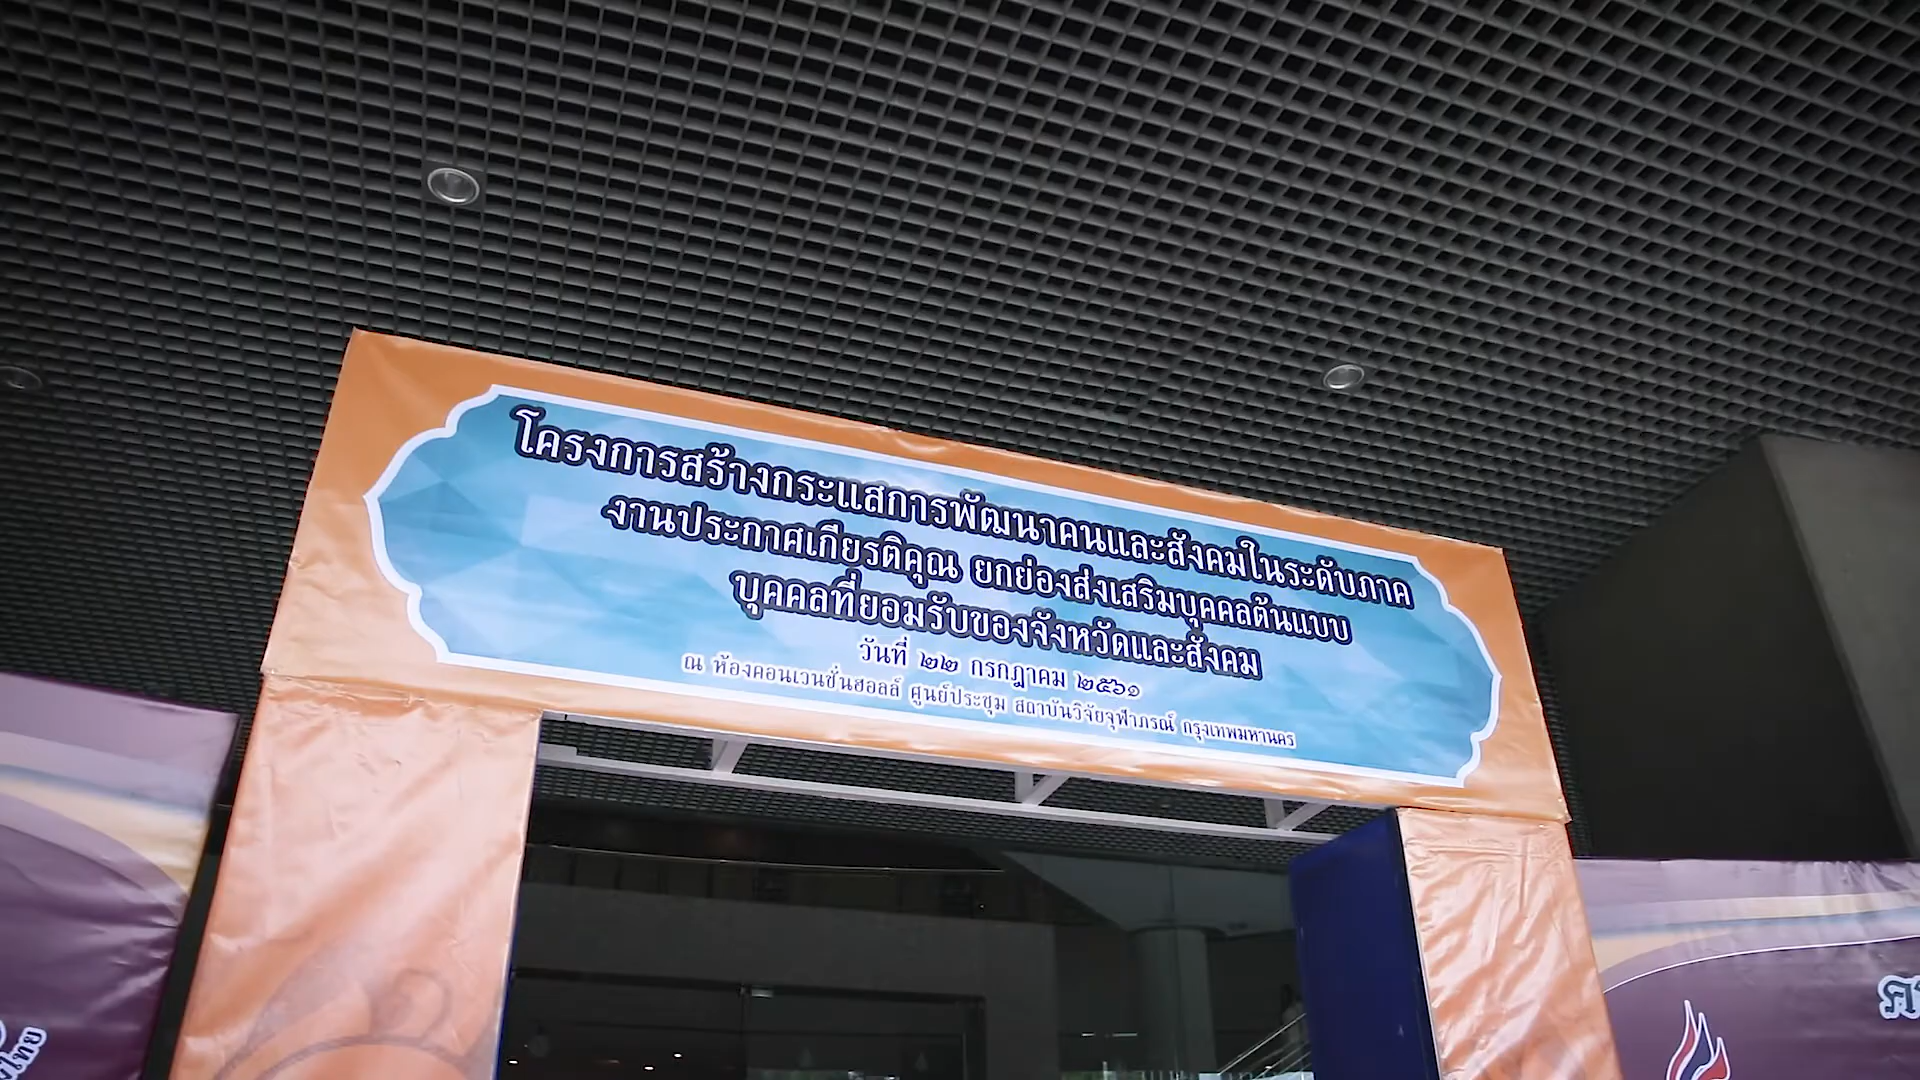 โครงการสร้างกระแสการพัฒนาคนและสังคมในระดับภาค
งานประกาศเกียรติคุณ ยกย่องส่งเสริมบุคคลต้นแบบ
บุคคลที่ยอมรับของจังหวัดและสังคม
วันที่ ๒๒ กรกฎาคม ๒๕๖๑
ณ ห้องคอนเวนชั่นฮอลล์ ศูนย์ประชุม สถาบันวิจัยจุฬาภรณ์ กรุงเทพมหานคร